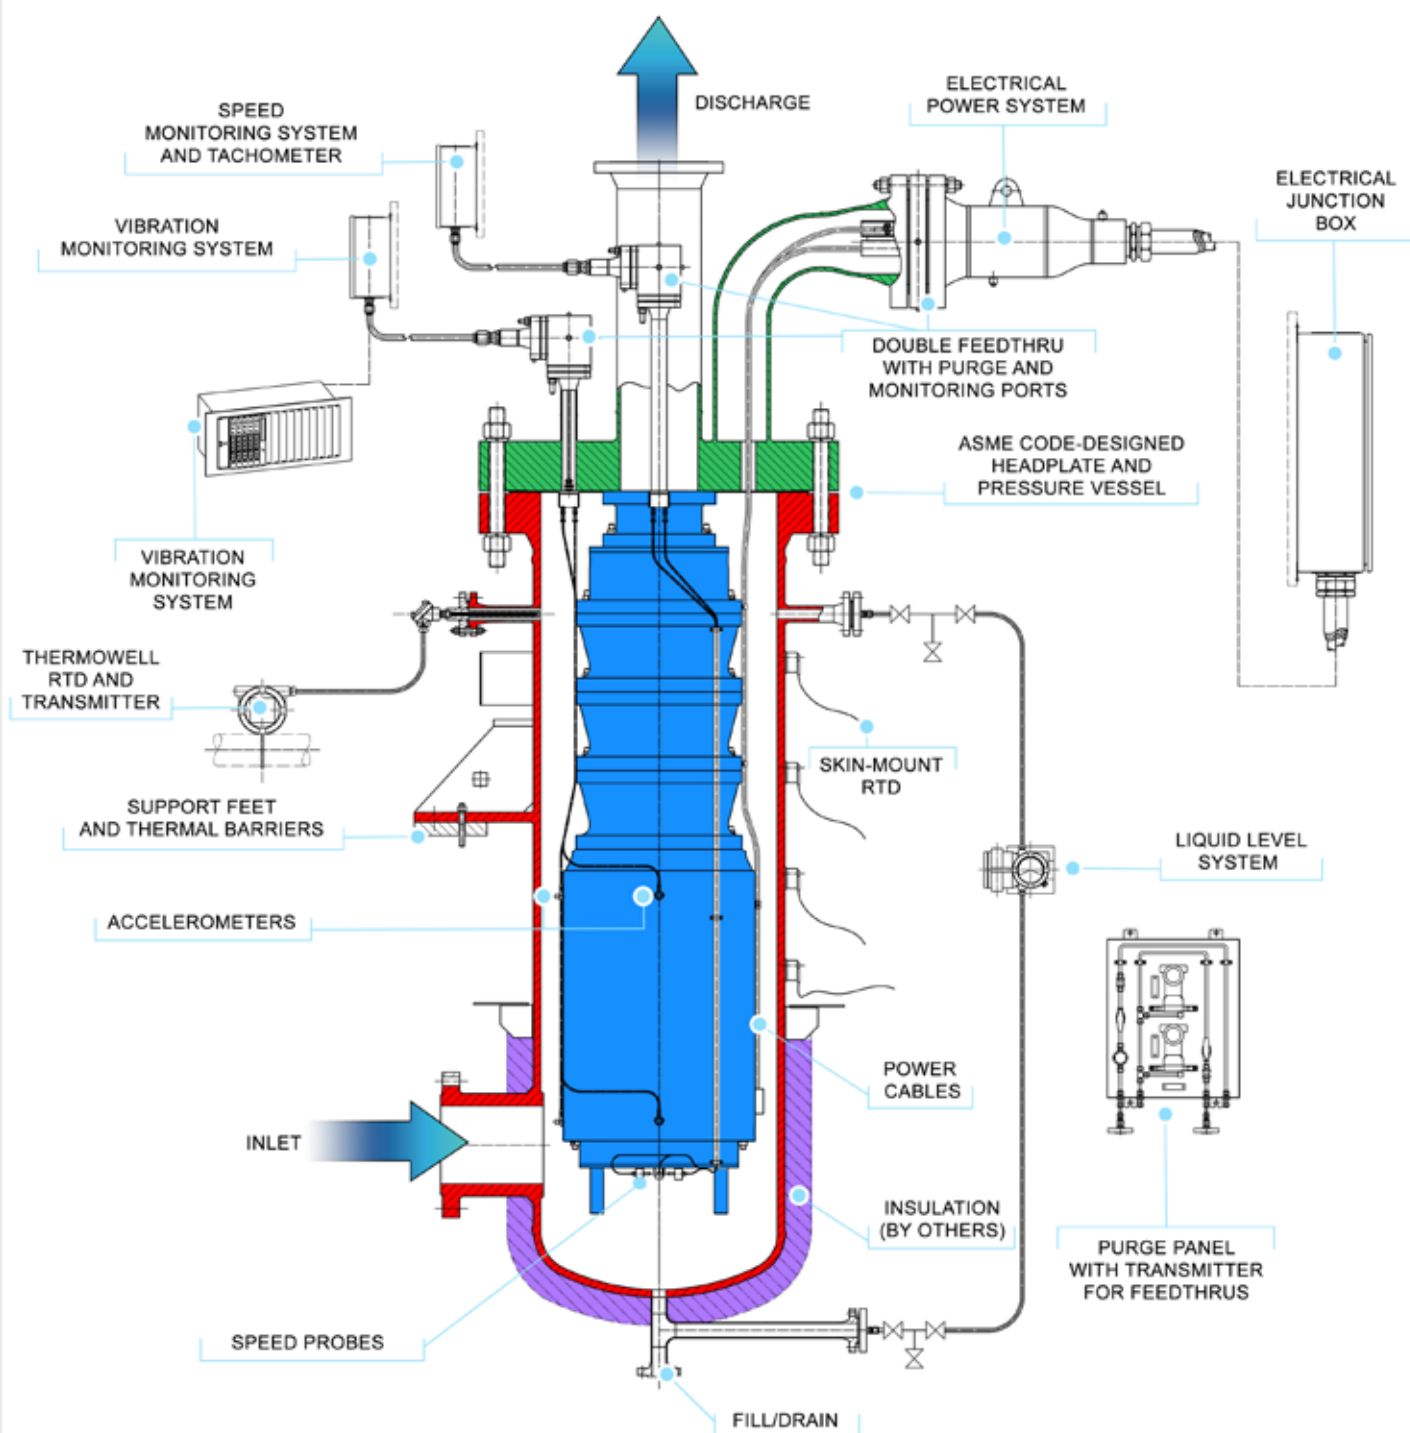 DISCHARGE
ELECTRICAL
POWER SYSTEM
SPEED
MONITORING SYSTEM
AND TACHOMETER
ELECTRICAL
JUNCTION
BOX
VIBRATION
MONITORING SYSTEM
DOUBLE FEEDTHRU
WITH PURGE AND
MONITORING PORTS
ASME CODE-DESIGNED
HEADPLATE AND
PRESSURE VESSEL
VIBRATION
MONITORING
SYSTEM
THERMOWELL
RTD AND
TRANSMITTER
SKIN-MOUNT
RTD
SUPPORT FEET
AND THERMAL BARRIERS
LIQUID LEVEL
SYSTEM
ACCELEROMETERS
POWER
CABLES
INLET
INSULATION
(BY OTHERS)
PURGE PANEL
WITH TRANSMITTER
FOR FEEDTHRUS
SPEED PROBES
FILL/DRAIN